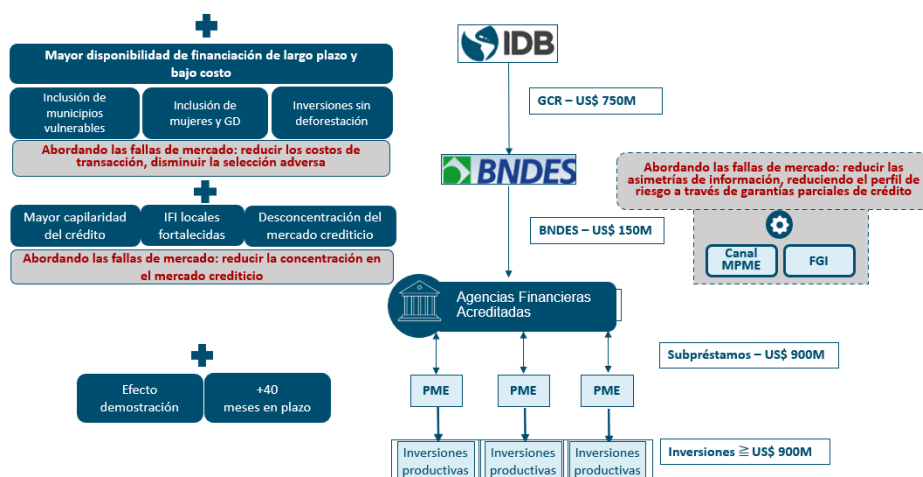 Mayor disponibilidad de financiación de largo plazo y
bajo costo
Inclusión de
municipios
vulnerables
Inclusión de
mujeres y GD
Inversiones sin
deforestación
Abordando las fallas de mercado: reducir los costos de
transacción, disminuir la selección adversa
Mayor capilaridad
del crédito
IFI locales
fortalecidas
Desconcentración del
mercado crediticio
Abordando las fallas de mercado: reducir la concentración en
el mercado crediticio
Efecto
demostración
+40
meses en plazo
IDB
GCR – US$ 750M
BNDES
BNDES – US$ 150M
Agencias Financieras
Acreditadas
Subpréstamos – US$ 900M
PME
PME
PME
Inversiones
productivas
Inversiones
productivas
Inversiones
productivas
Inversiones ≧ US$ 900M
Abordando las fallas de mercado: reducir las
asimetrías de información, reduciendo el perfil de
riesgo a través de garantías parciales de crédito
Canal
MPME
FGI